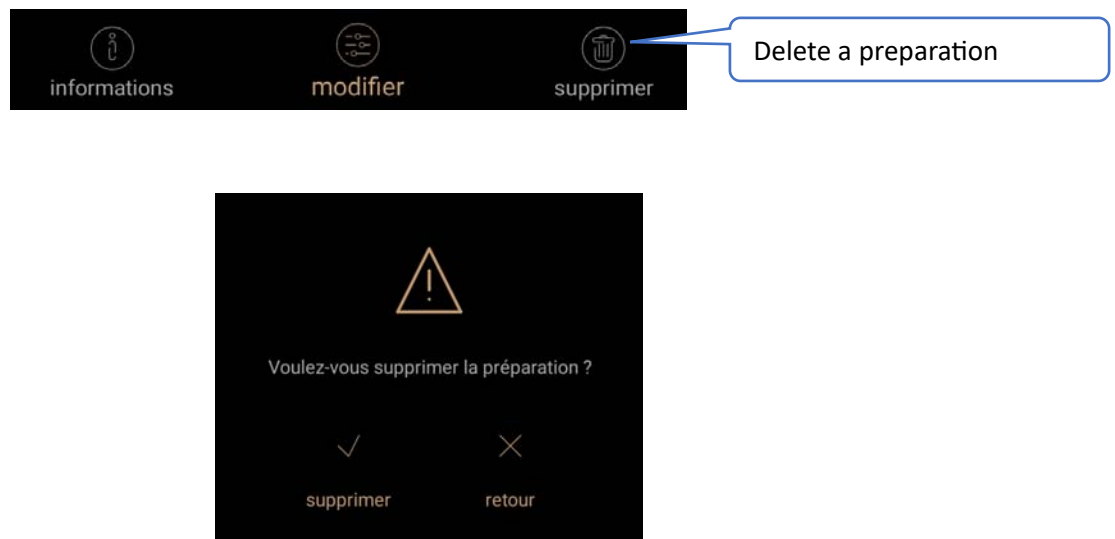 informations modifier supprimer
Delete a preparation
Voulez-vous supprimer la préparation ?
supprimer retour